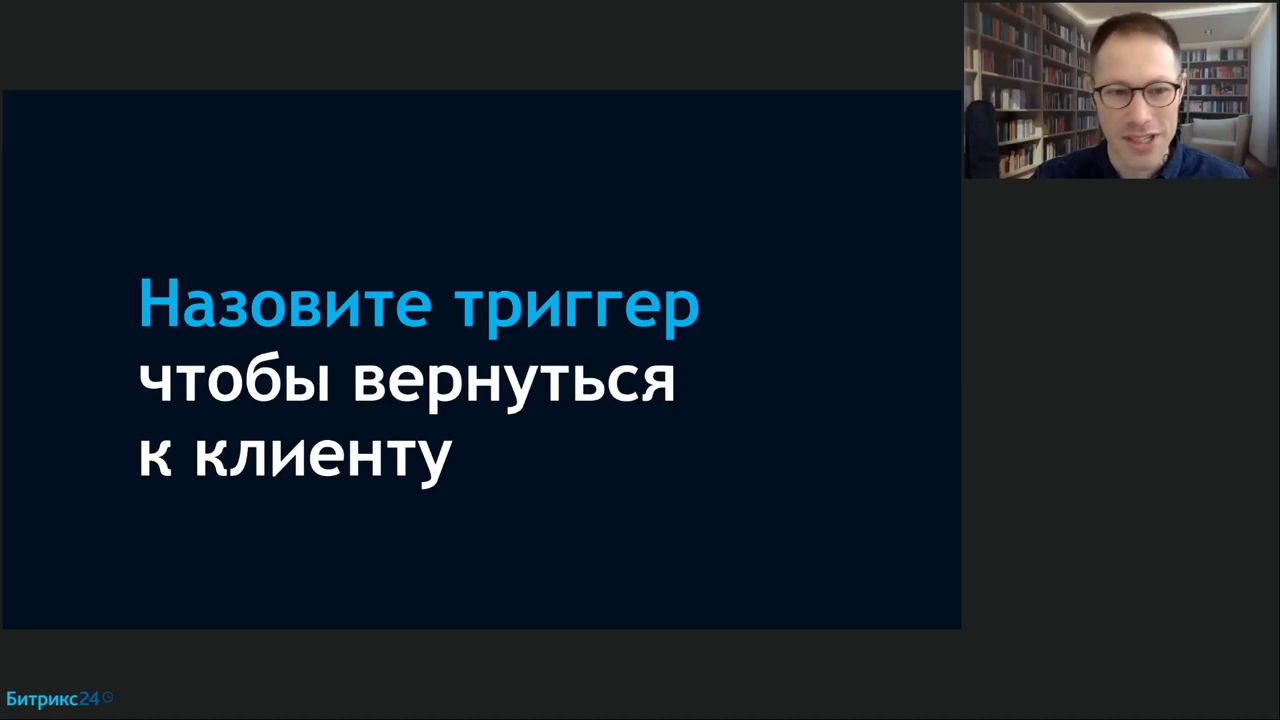 Назовите триггер
чтобы вернуться
к клиенту
Битрикс24